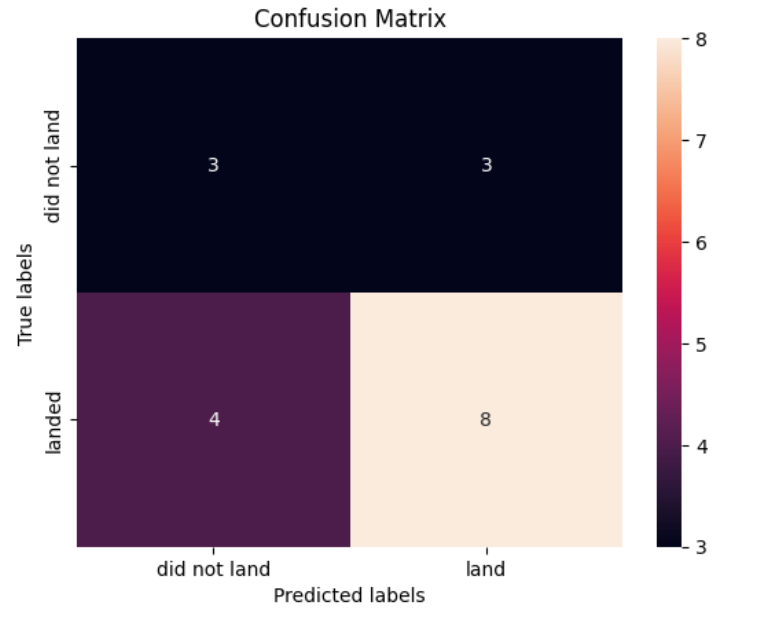 Confusion Matrix
True labels
did not land
landed
3 3
4 8
did not land land
Predicted labels
8
7
6
5
4
3